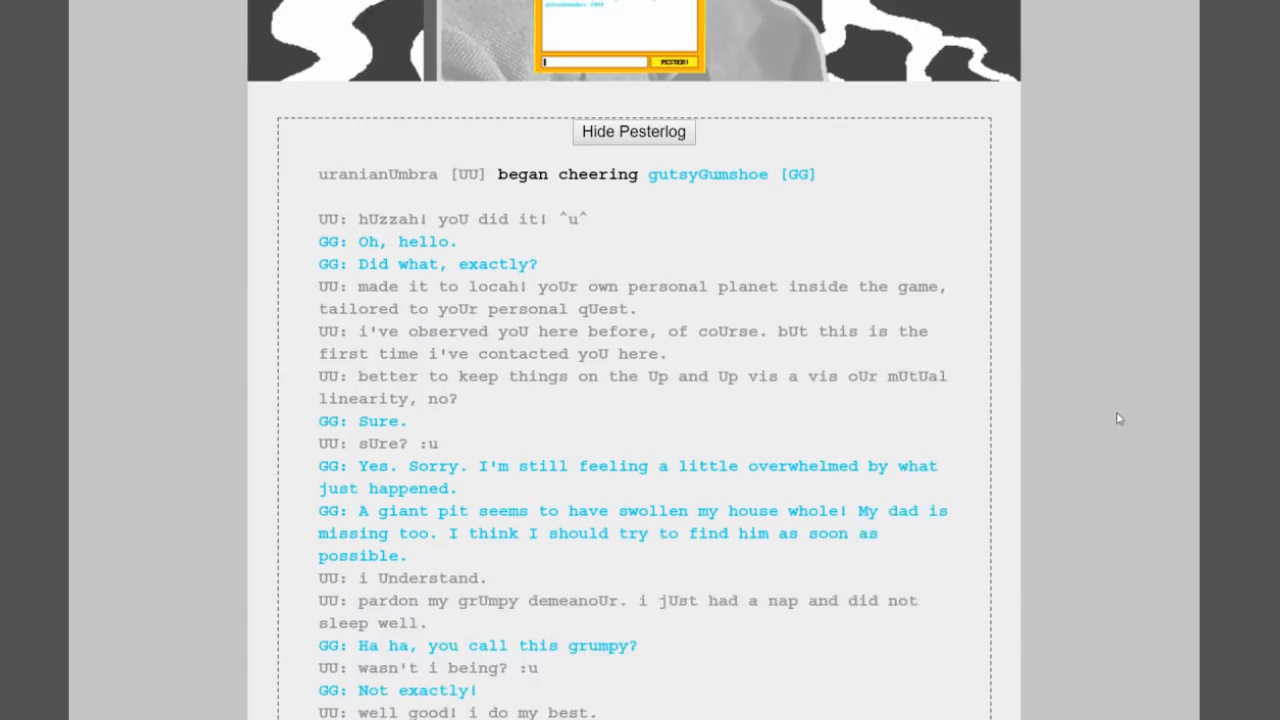 PESTER!
Hide Pesterlog
uranianUmbra [UU] began cheering gutsyGumshoe [GG]
UU: hUzzah! yoU did it! ^u^
GG: Oh, hello.
GG: Did what, exactly?
UU: made it to locah! yoUr own personal planet inside the game,
tailored to yoUr personal qUest.
UU: i've observed yoU here before, of coUrse. bUt this is the
first time i've contacted yoU here.
UU: better to keep things on the Up and Up vis a vis oUr mUtUal
linearity, no?
GG: Sure.
UU: sUre? :u
GG: Yes. Sorry. I'm still feeling a little overwhelmed by what
just happened.
GG: A giant pit seems to have swollen my house whole! My dad is
missing too. I think I should try to find him as soon as
possible.
UU: i Understand.
UU: pardon my grUmpy demeanoUr. i jUst had a nap and did not
sleep well.
GG: Ha ha, you call this grumpy?
UU: wasn't i being? :u
GG: Not exactly!
UU: well good! i do my best.